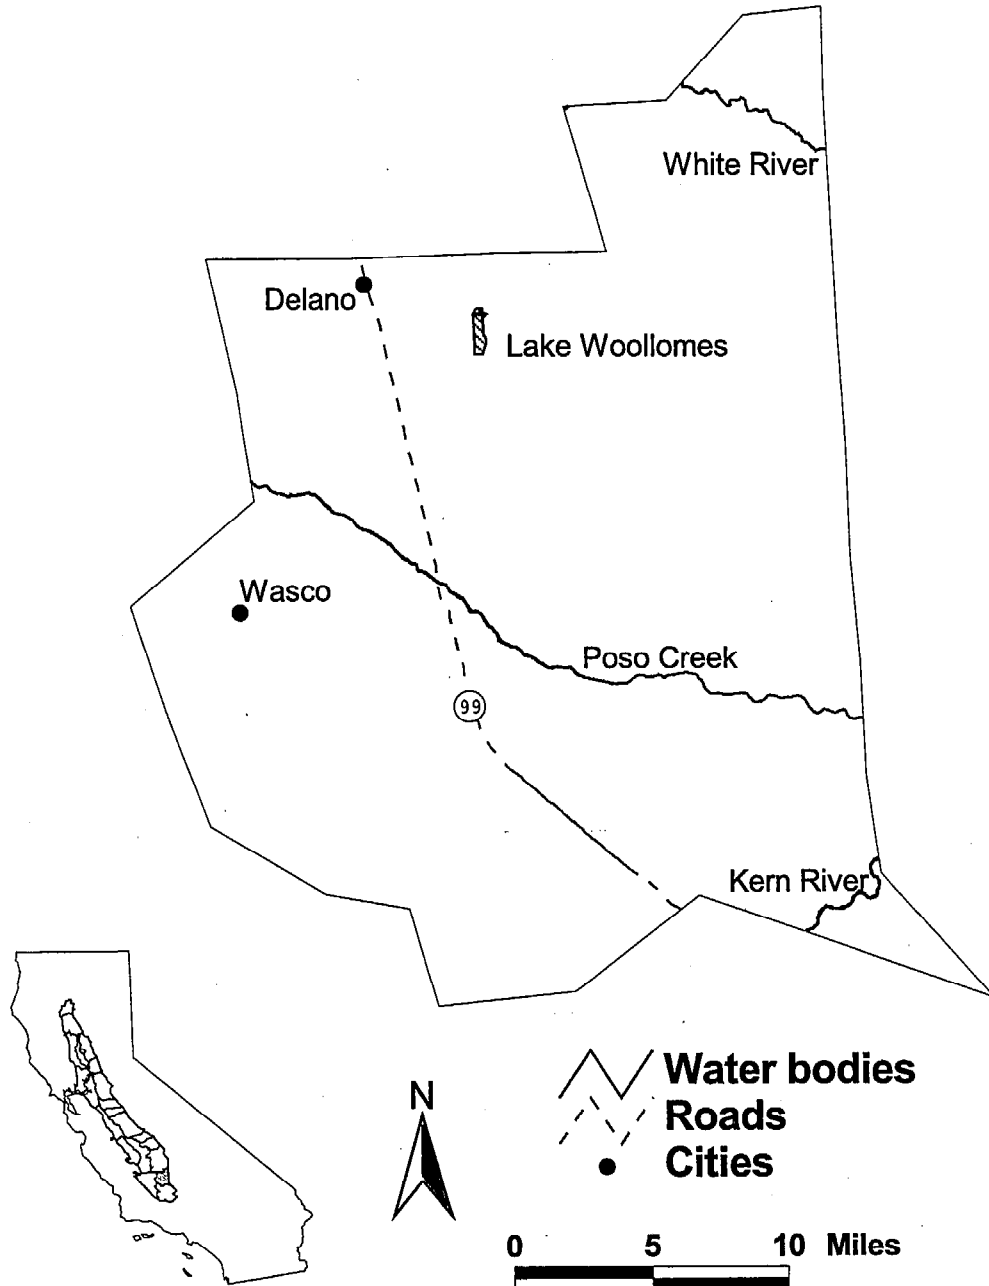 White River
Delano
Lake Woollomes
Wasco
Poso Creek
99
Kern River
N
Water bodies
Roads
Cities
0 5 10 Miles